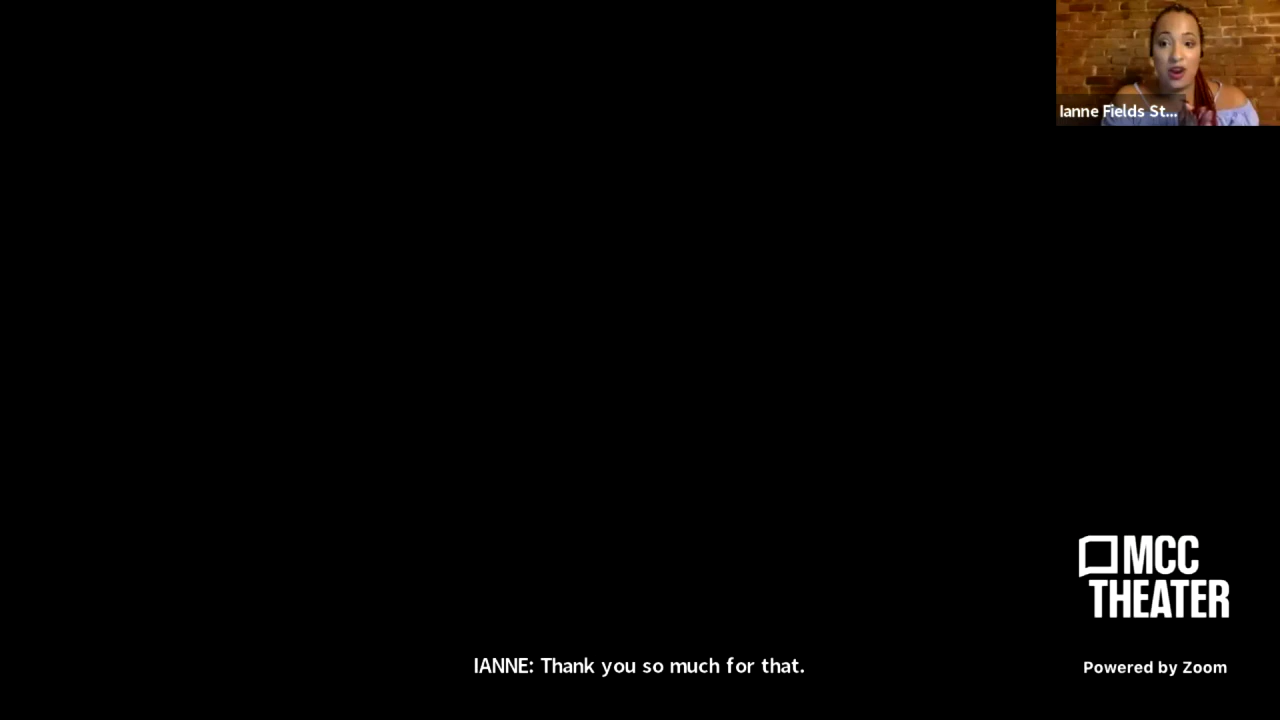 Ianne Fields St...
MCC
THEATER
IANNE: Thank you so much for that.
Powered by Zoom